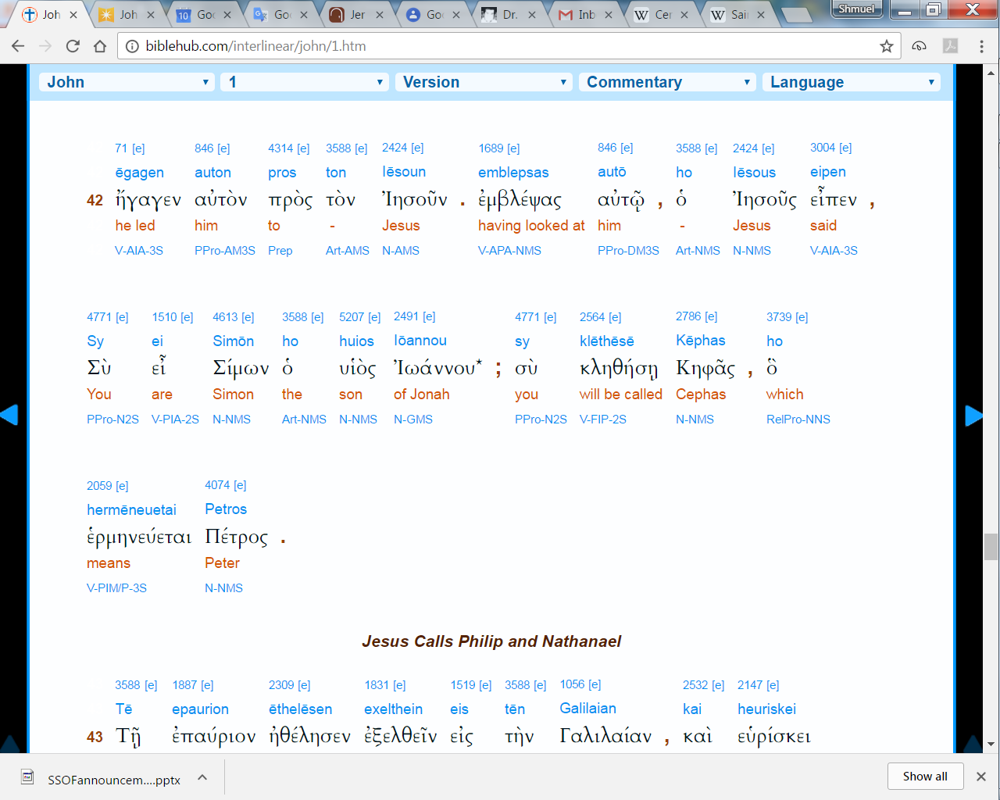 Joh Joh Goo Goo Jer Goo Dr. Inb Cer Sai Shmuel
biblehub.com/interlinear/john/1.htm
John 1 Version Commentary Language
71 [e] 846 [e] 4314 [e] 3588 [e] 2424 [e] 1689 [e] 846 [e] 3588 [e] 2424 [e] 3004 [e]
ēgagen auton pros ton Iēsoun emblepsas autō ho Iēsous eipen
42 ἤγαγεν αὐτὸν πρὸς τὸν Ἰησοῦν . ἐμβλέψας αὐτῷ , ὁ Ἰησοῦς εἶπεν ,
he led him to - Jesus having looked at him - Jesus said
V-AIA-3S PPro-AM3S Prep Art-AMS N-AMS V-APA-NMS PPro-DM3S Art-NMS N-NMS V-AIA-3S
4771 [e] 1510 [e] 4613 [e] 3588 [e] 5207 [e] 2491 [e] 4771 [e] 2564 [e] 2786 [e] 3739 [e]
Sy ei Simōn ho huios Iōannou sy klēthēsē Kēphas ho
Σὺ εἶ Σίμων ὁ υἱὸς Ἰωάννου* ; σὺ κληθήσῃ Κηφᾶς , ὃ
You are Simon the son of Jonah you will be called Cephas which
PPro-N2S V-PIA-2S N-NMS Art-NMS N-NMS N-GMS PPro-N2S V-FIP-2S N-NMS RelPro-NNS
2059 [e] 4074 [e]
hermēneuetai Petros
ἑρμηνεύεται Πέτρος .
means Peter
V-PIM/P-3S N-NMS
Jesus Calls Philip and Nathanael
3588 [e] 1887 [e] 2309 [e] 1831 [e] 1519 [e] 3588 [e] 1056 [e] 2532 [e] 2147 [e]
Tē epaurion ēthelēsen exelthein eis tēn Galilaian kai heuriskei
43 Τῇ ἐπαύριον ἠθέλησεν ἐξελθεῖν εἰς τὴν Γαλιλαίαν , καὶ εὑρίσκει
SSOFannouncem....pptx Show all